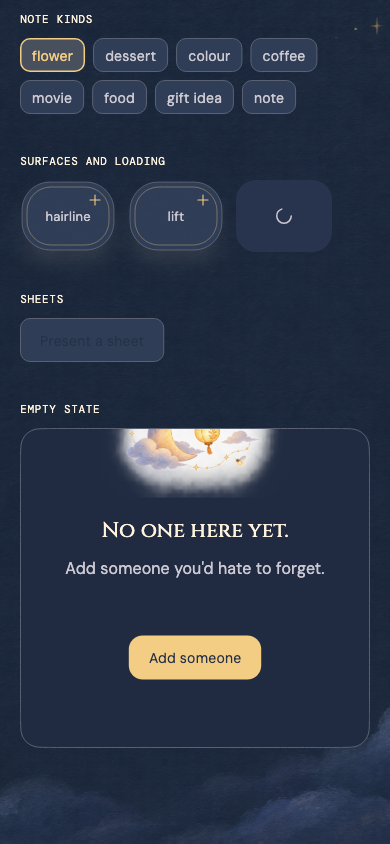 NOTE KINDS
flower dessert colour coffee
movie food gift idea note
SURFACES AND LOADING
hairline lift
SHEETS
Present a sheet
EMPTY STATE
No one here yet.
Add someone you'd hate to forget.
Add someone